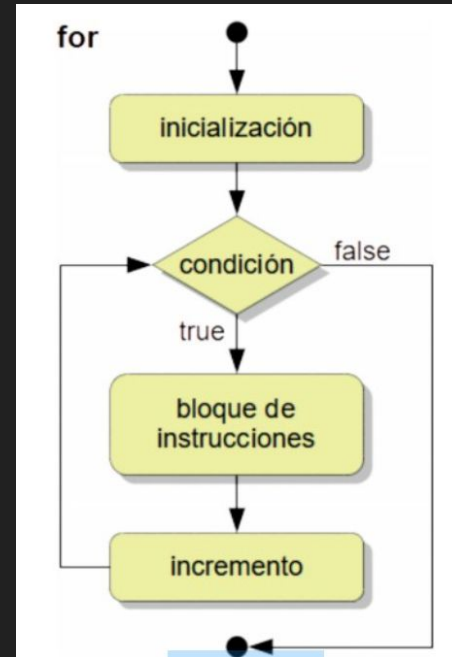 for
inicialización
condición
false
true
bloque de
instrucciones
incremento